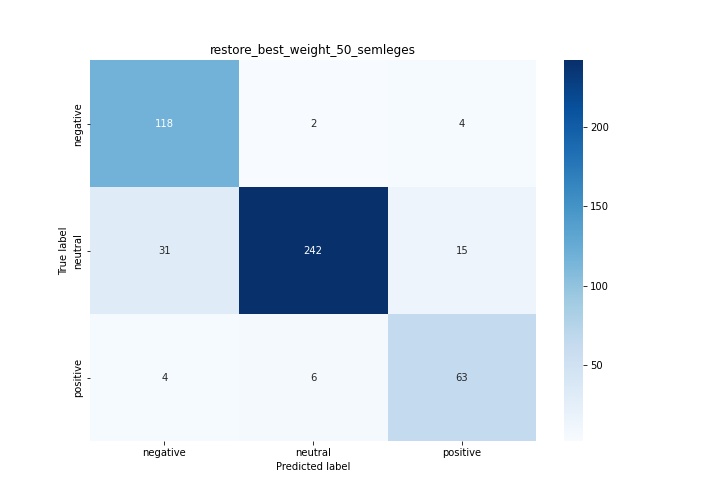 restore_best_weight_50_semleges
negative
118
2
4
200
True label
neutral
31
242
15
150
100
positive
4
6
63
50
negative
neutral
positive
Predicted label